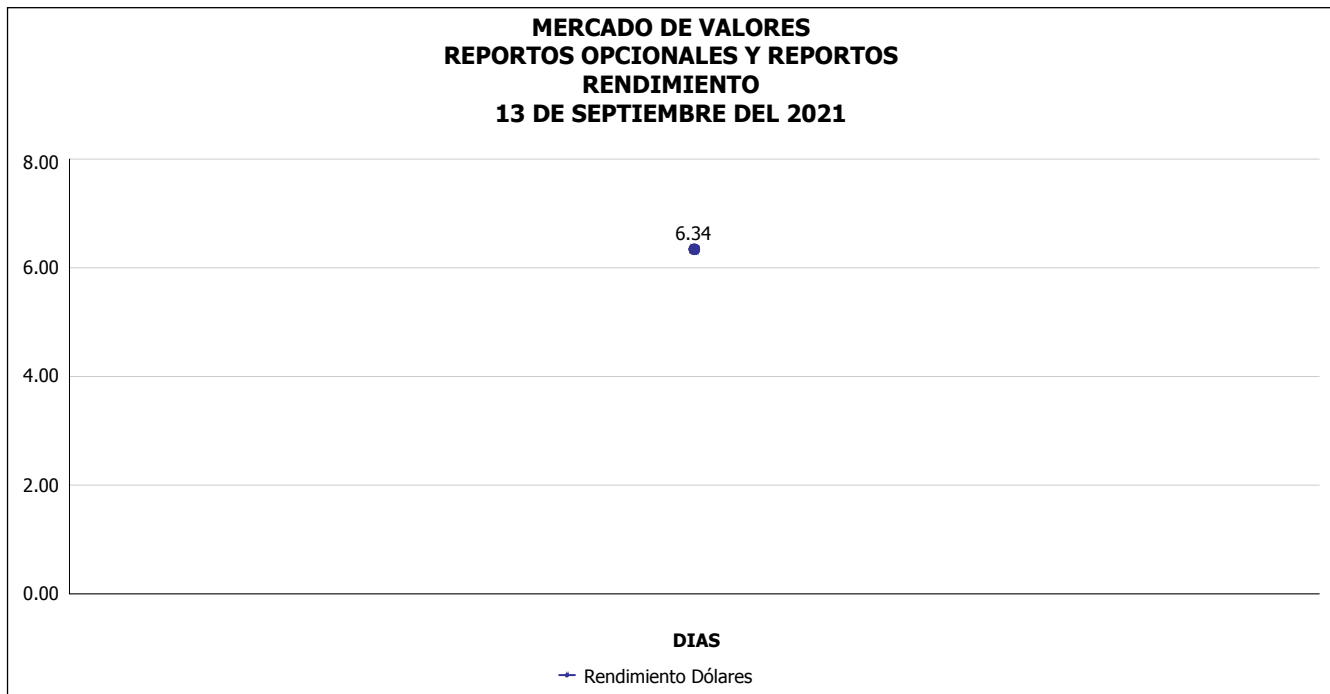 MERCADO DE VALORES
REPORTOS OPCIONALES Y REPORTOS
RENDIMIENTO
13 DE SEPTIEMBRE DEL 2021
8.00
6.34
6.00
4.00
2.00
0.00
DIAS
Rendimiento Dólares